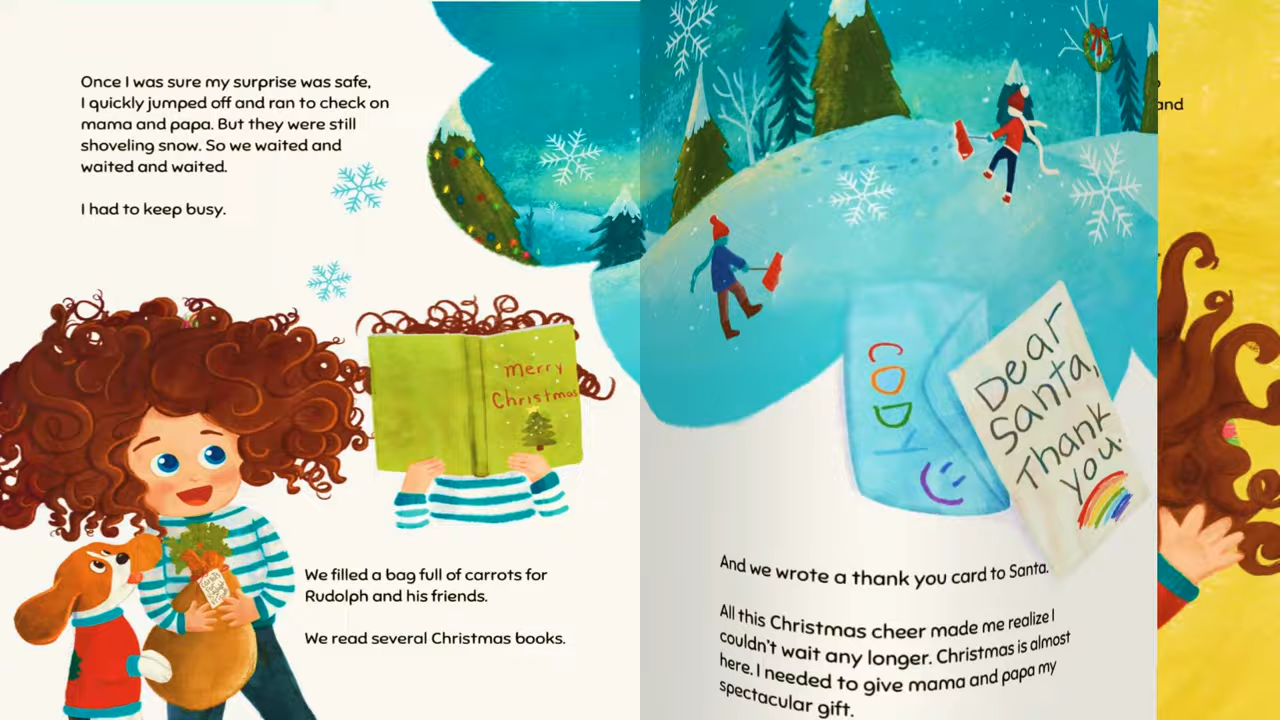 Once I was sure my surprise was safe,
I quickly jumped off and ran to check on
mama and papa. But they were still
shoveling snow. So we waited and
waited and waited.
I had to keep busy.
Merry
Christmas
We filled a bag full of carrots for
Rudolph and his friends.
We read several Christmas books.
CODY
Dear
Santa,
Thank
you.
And we wrote a thank you card to Santa.
All this Christmas cheer made me realize I
couldn't wait any longer. Christmas is almost
here. I needed to give mama and papa my
spectacular gift.
and